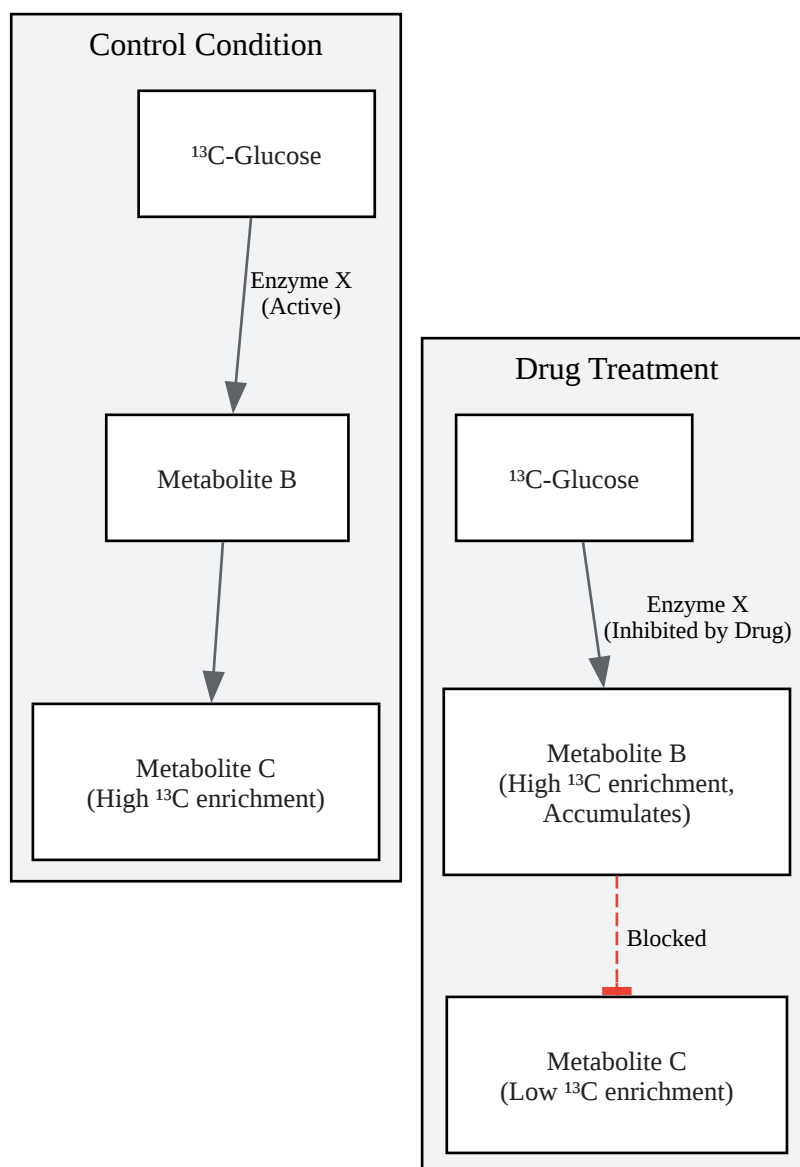 Control Condition
¹³C-Glucose
Enzyme X
(Active)
Metabolite B
Metabolite C
(High ¹³C enrichment)
Drug Treatment
¹³C-Glucose
Enzyme X
(Inhibited by Drug)
Metabolite B
(High ¹³C enrichment,
Accumulates)
Blocked
Metabolite C
(Low ¹³C enrichment)